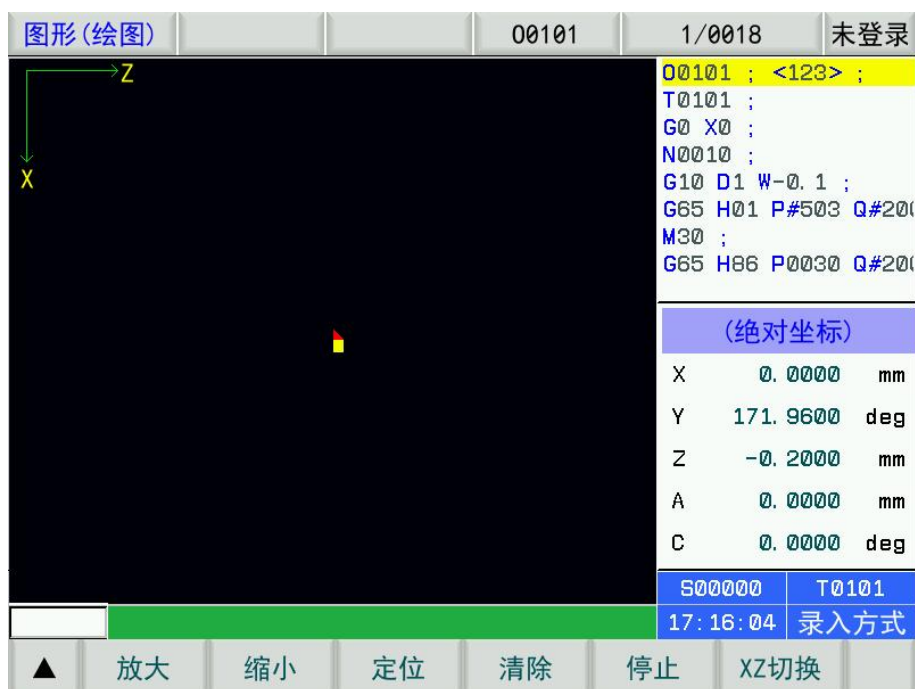 图形(绘图) O0101 1/0018 未登录
Z
X
O0101 ; <123> ;
T0101 ;
G0 X0 ;
N0010 ;
G10 D1 W-0.1 ;
G65 H01 P#503 Q#200
M30 ;
G65 H86 P0030 Q#200
(绝对坐标)
X 0.0000 mm
Y 171.9600 deg
Z -0.2000 mm
A 0.0000 mm
C 0.0000 deg
S00000 T0101
17:16:04 录入方式
▲ 放大 缩小 定位 清除 停止 XZ切换